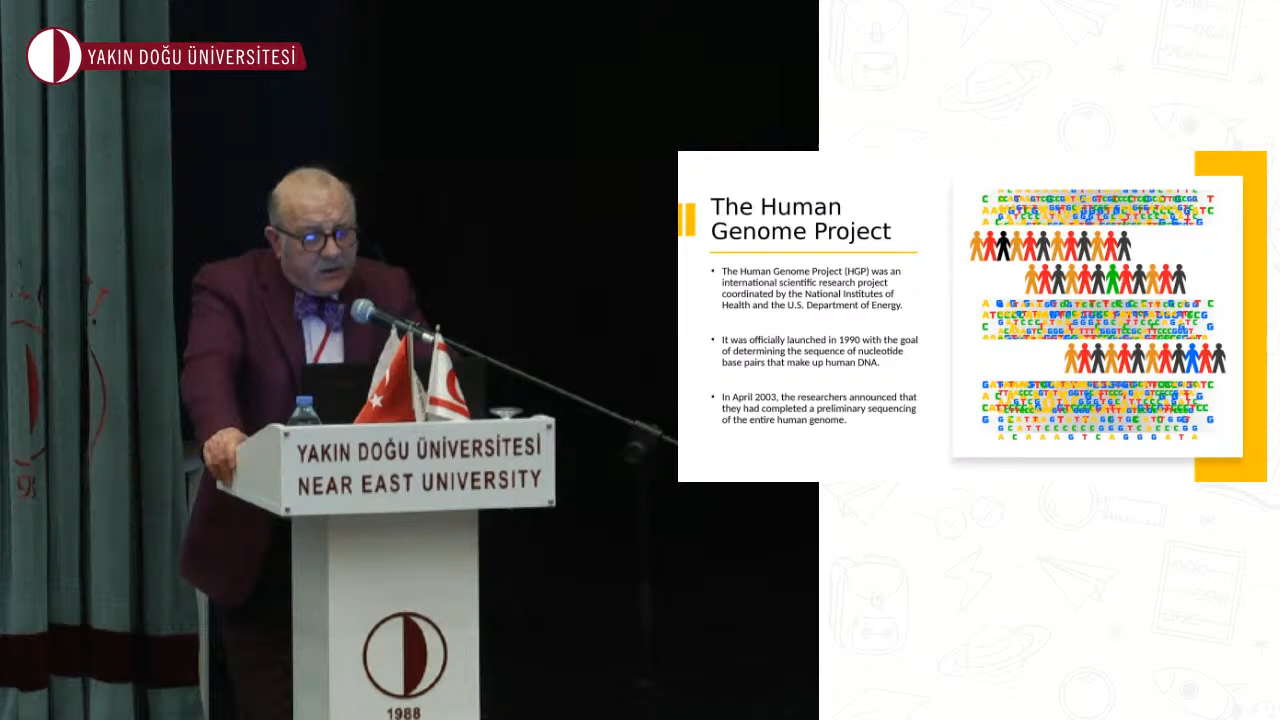 YAKIN DOĞU ÜNİVERSİTESİ
The Human
Genome Project
• The Human Genome Project (HGP) was an
international scientific research project
coordinated by the National Institutes of
Health and the U.S. Department of Energy.
• It was officially launched in 1990 with the goal
of determining the sequence of nucleotide
base pairs that make up human DNA.
• In April 2003, the researchers announced that
they had completed a preliminary sequencing
of the entire human genome.
YAKIN DOĞU ÜNİVERSİTESİ
NEAR EAST UNIVERSITY
1988